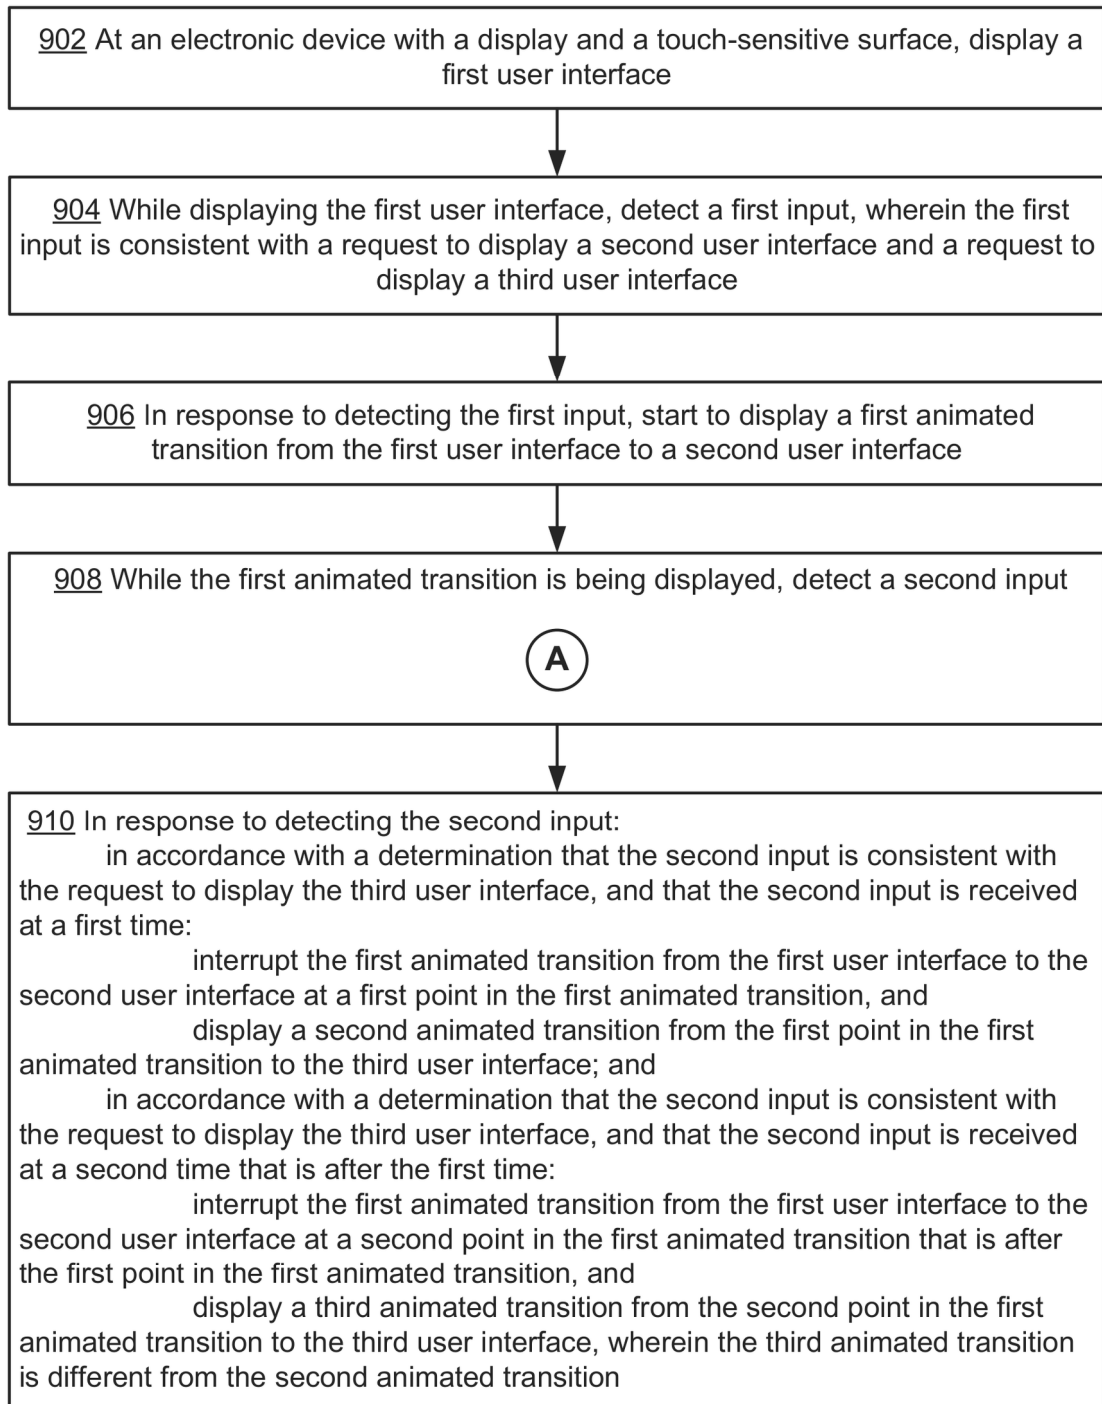 902 At an electronic device with a display and a touch-sensitive surface, display a
first user interface
904 While displaying the first user interface, detect a first input, wherein the first
input is consistent with a request to display a second user interface and a request to
display a third user interface
906 In response to detecting the first input, start to display a first animated
transition from the first user interface to a second user interface
908 While the first animated transition is being displayed, detect a second input
A
910 In response to detecting the second input:
in accordance with a determination that the second input is consistent with
the request to display the third user interface, and that the second input is received
at a first time:
interrupt the first animated transition from the first user interface to the
second user interface at a first point in the first animated transition, and
display a second animated transition from the first point in the first
animated transition to the third user interface; and
in accordance with a determination that the second input is consistent with
the request to display the third user interface, and that the second input is received
at a second time that is after the first time:
interrupt the first animated transition from the first user interface to the
second user interface at a second point in the first animated transition that is after
the first point in the first animated transition, and
display a third animated transition from the second point in the first
animated transition to the third user interface, wherein the third animated transition
is different from the second animated transition